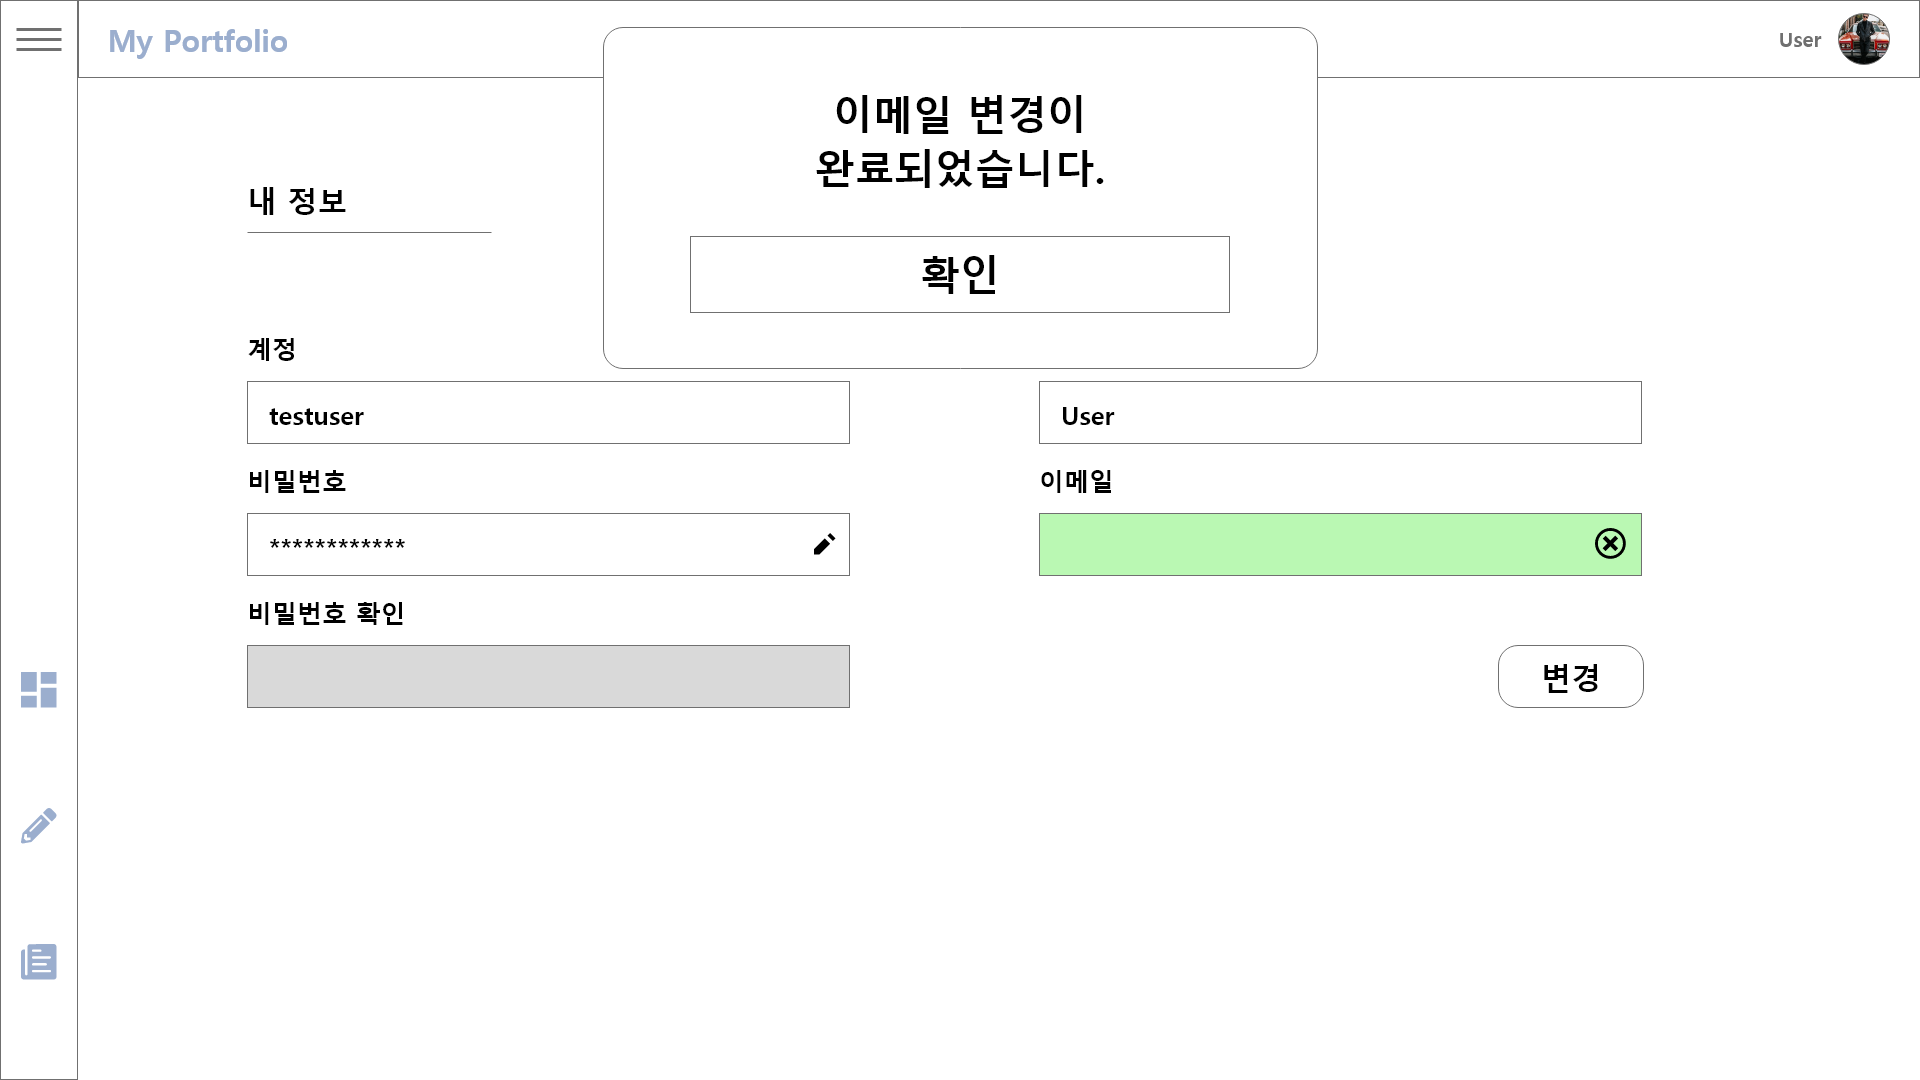 My Portfolio
User
이메일 변경이
완료되었습니다.
확인
내 정보
계정
testuser
User
비밀번호
이메일
************
비밀번호 확인
변경